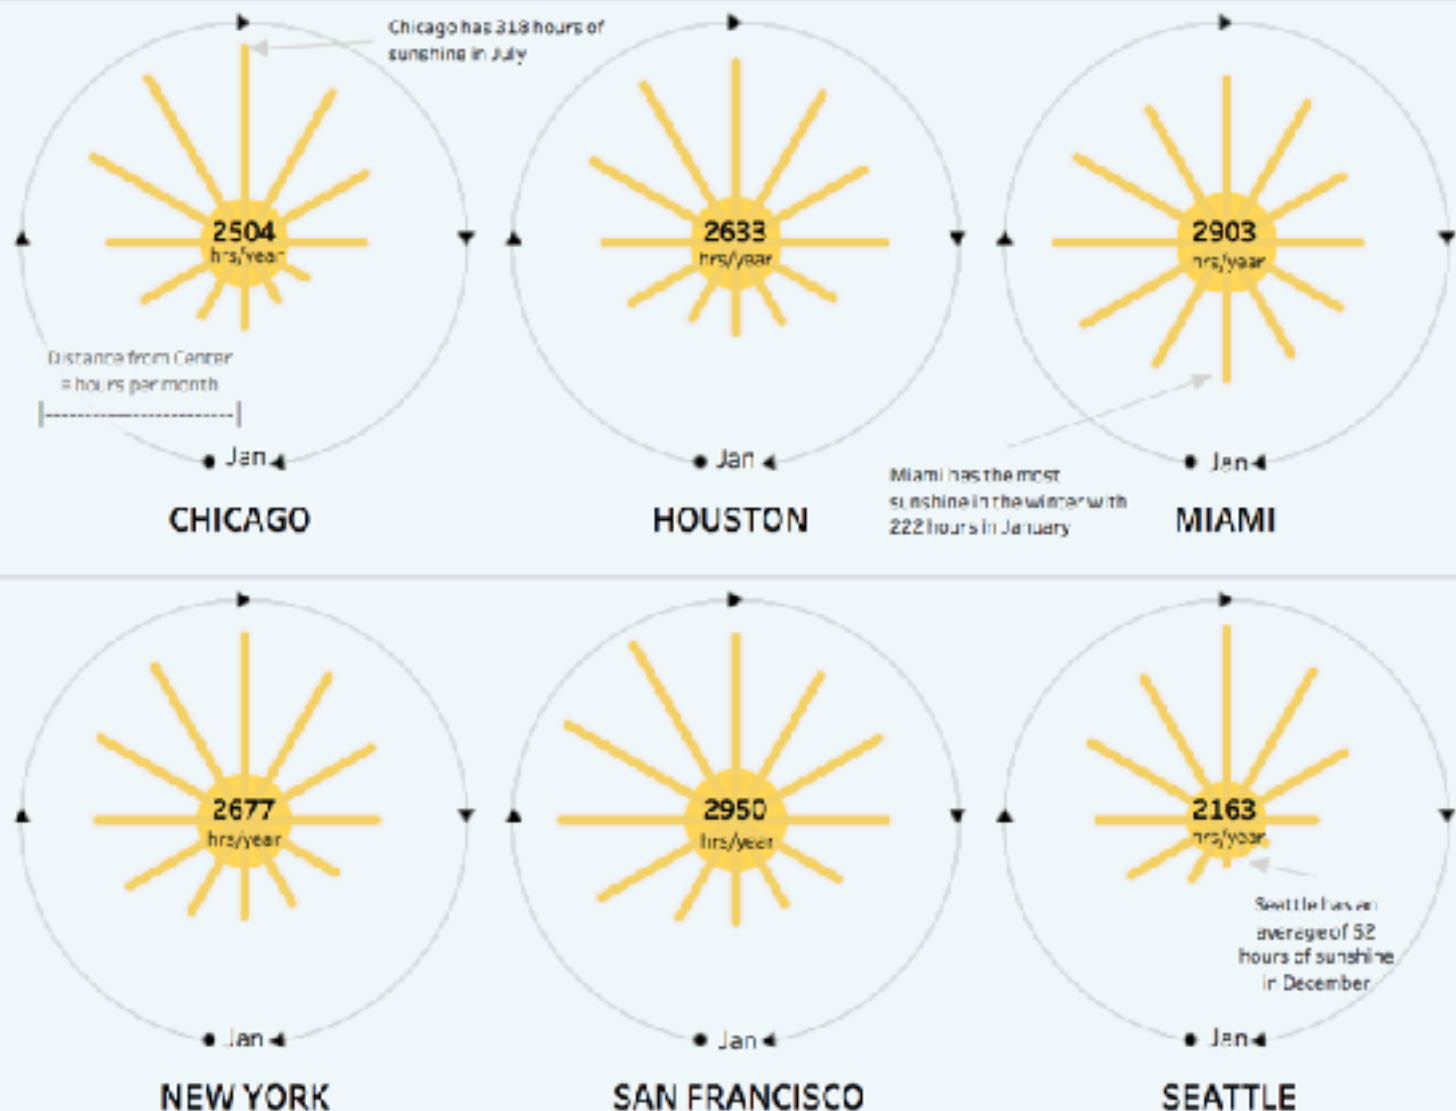 Chicago has 318 hours of
sunshine in July
2504
hrs/year
2633
hrs/year
2903
hrs/year
Distance from Center
= hours per month
Jan
Jan
Jan
Miami has the most
sunshine in the winter with
222 hours in January
CHICAGO
HOUSTON
MIAMI
2677
hrs/year
2950
hrs/year
2163
hrs/year
Seattle has an
average of 52
hours of sunshine
in December
Jan
Jan
Jan
NEW YORK
SAN FRANCISCO
SEATTLE